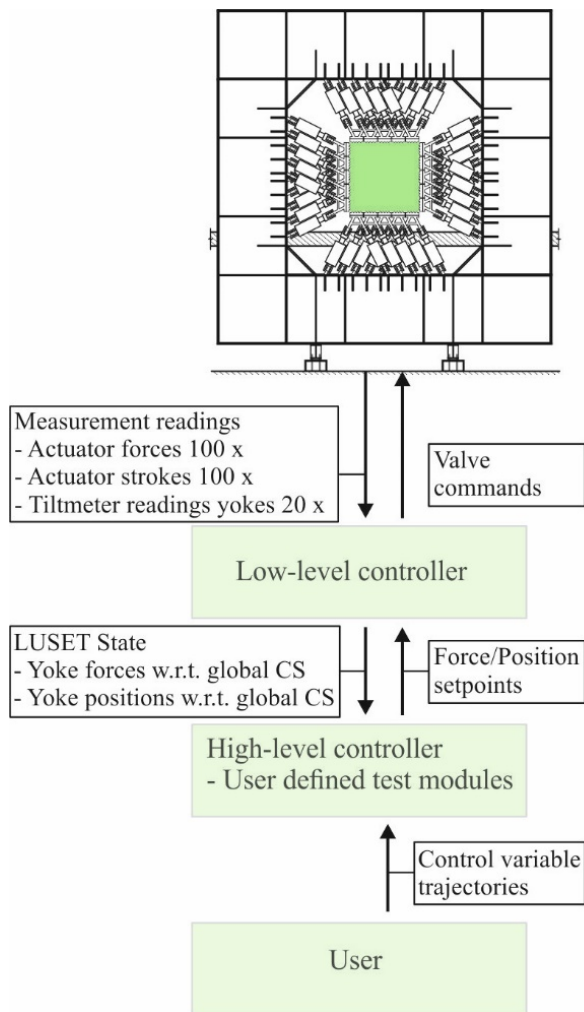 Measurement readings
- Actuator forces 100 x
- Actuator strokes 100 x
- Tiltmeter readings yokes 20 x
Valve
commands
Low-level controller
LUSET State
- Yoke forces w.r.t. global CS
- Yoke positions w.r.t. global CS
Force/Position
setpoints
High-level controller
- User defined test modules
Control variable
trajectories
User